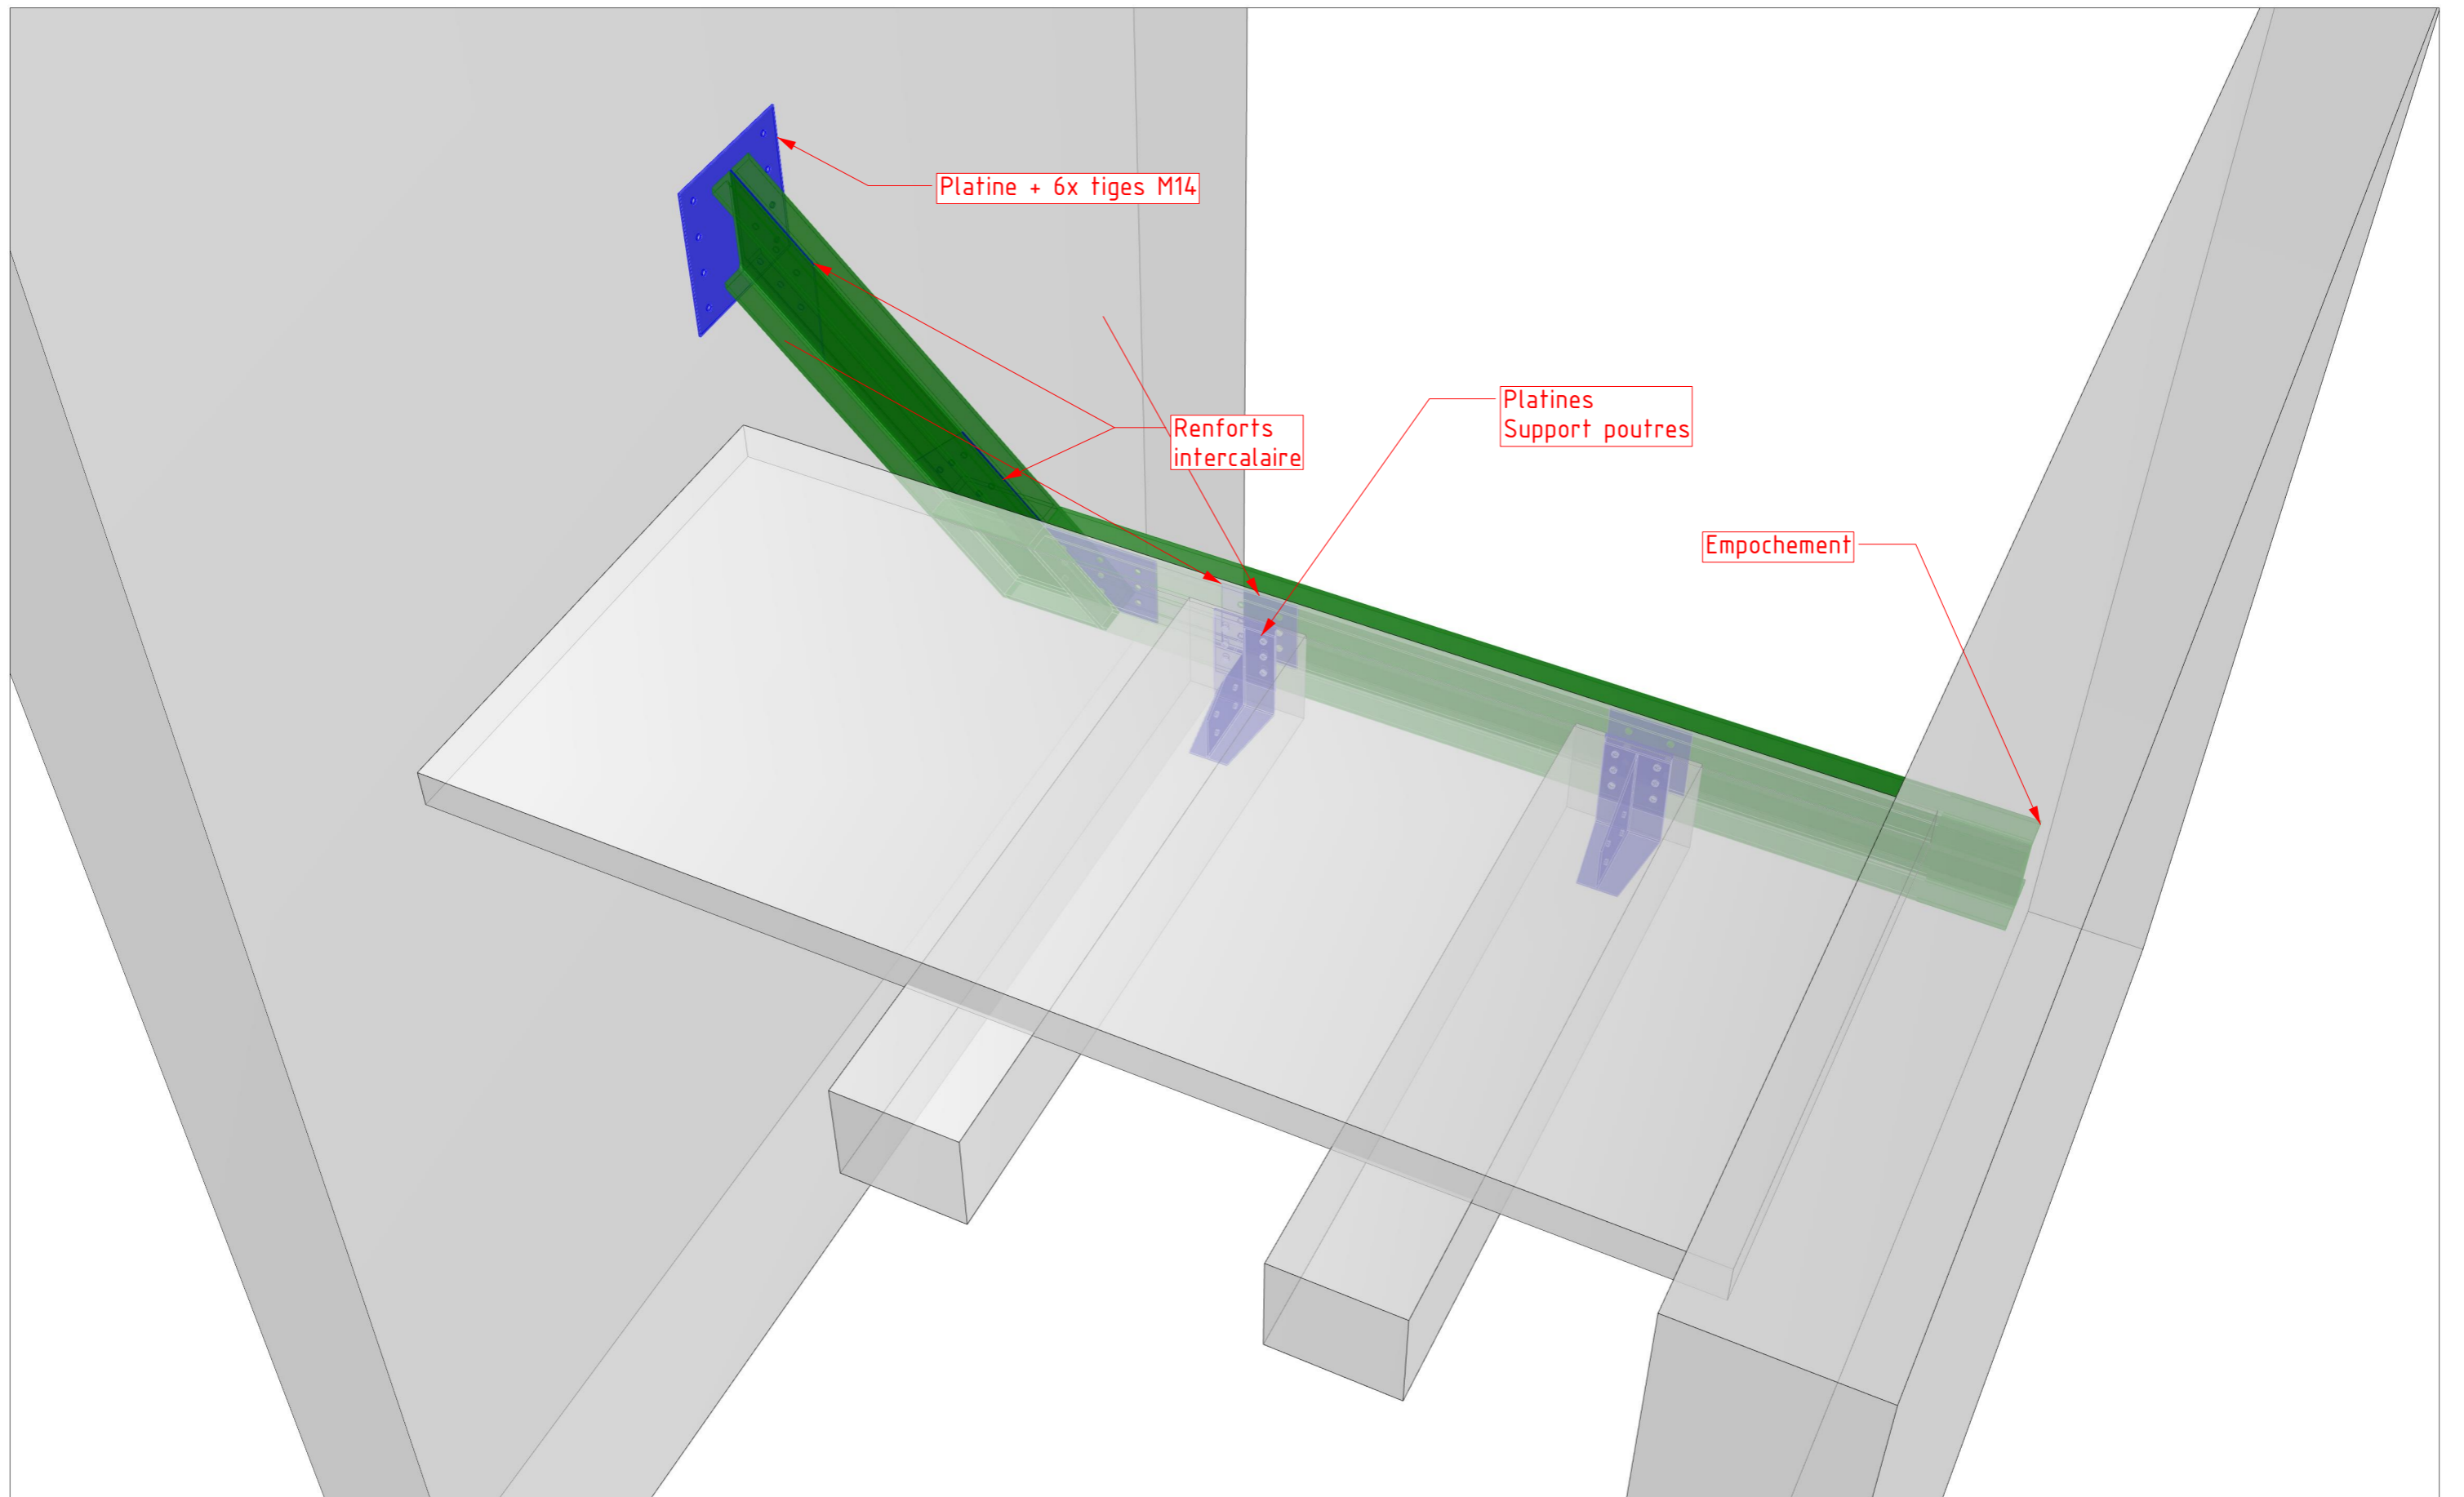 Platine + 6x tiges M14
Renforts
intercalaire
Platines
Support poutres
Empochement